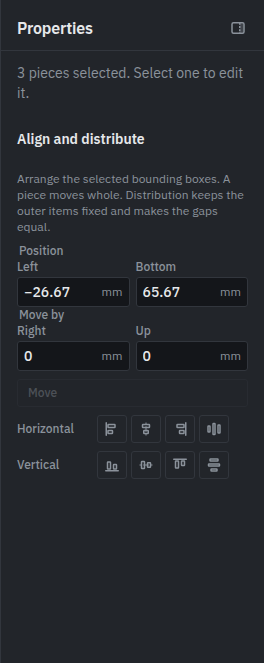 Properties
3 pieces selected. Select one to edit
it.
Align and distribute
Arrange the selected bounding boxes. A
piece moves whole. Distribution keeps the
outer items fixed and makes the gaps
equal.
Position
Left Bottom
−26.67 mm 65.67 mm
Move by
Right Up
0 mm 0 mm
Move
Horizontal
Vertical